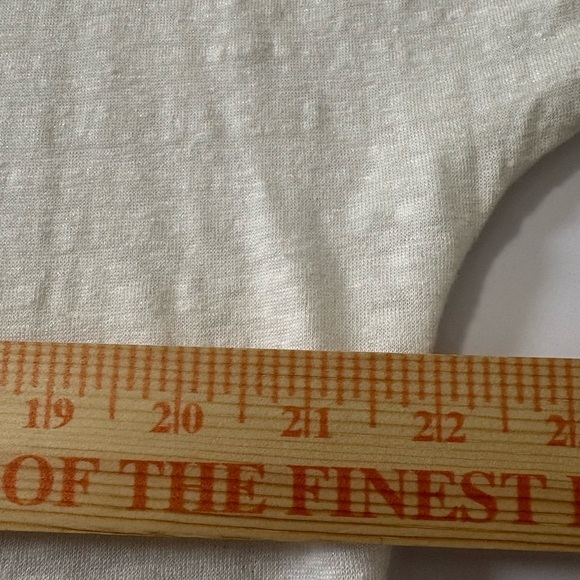 19 20 21 22
OF THE FINEST